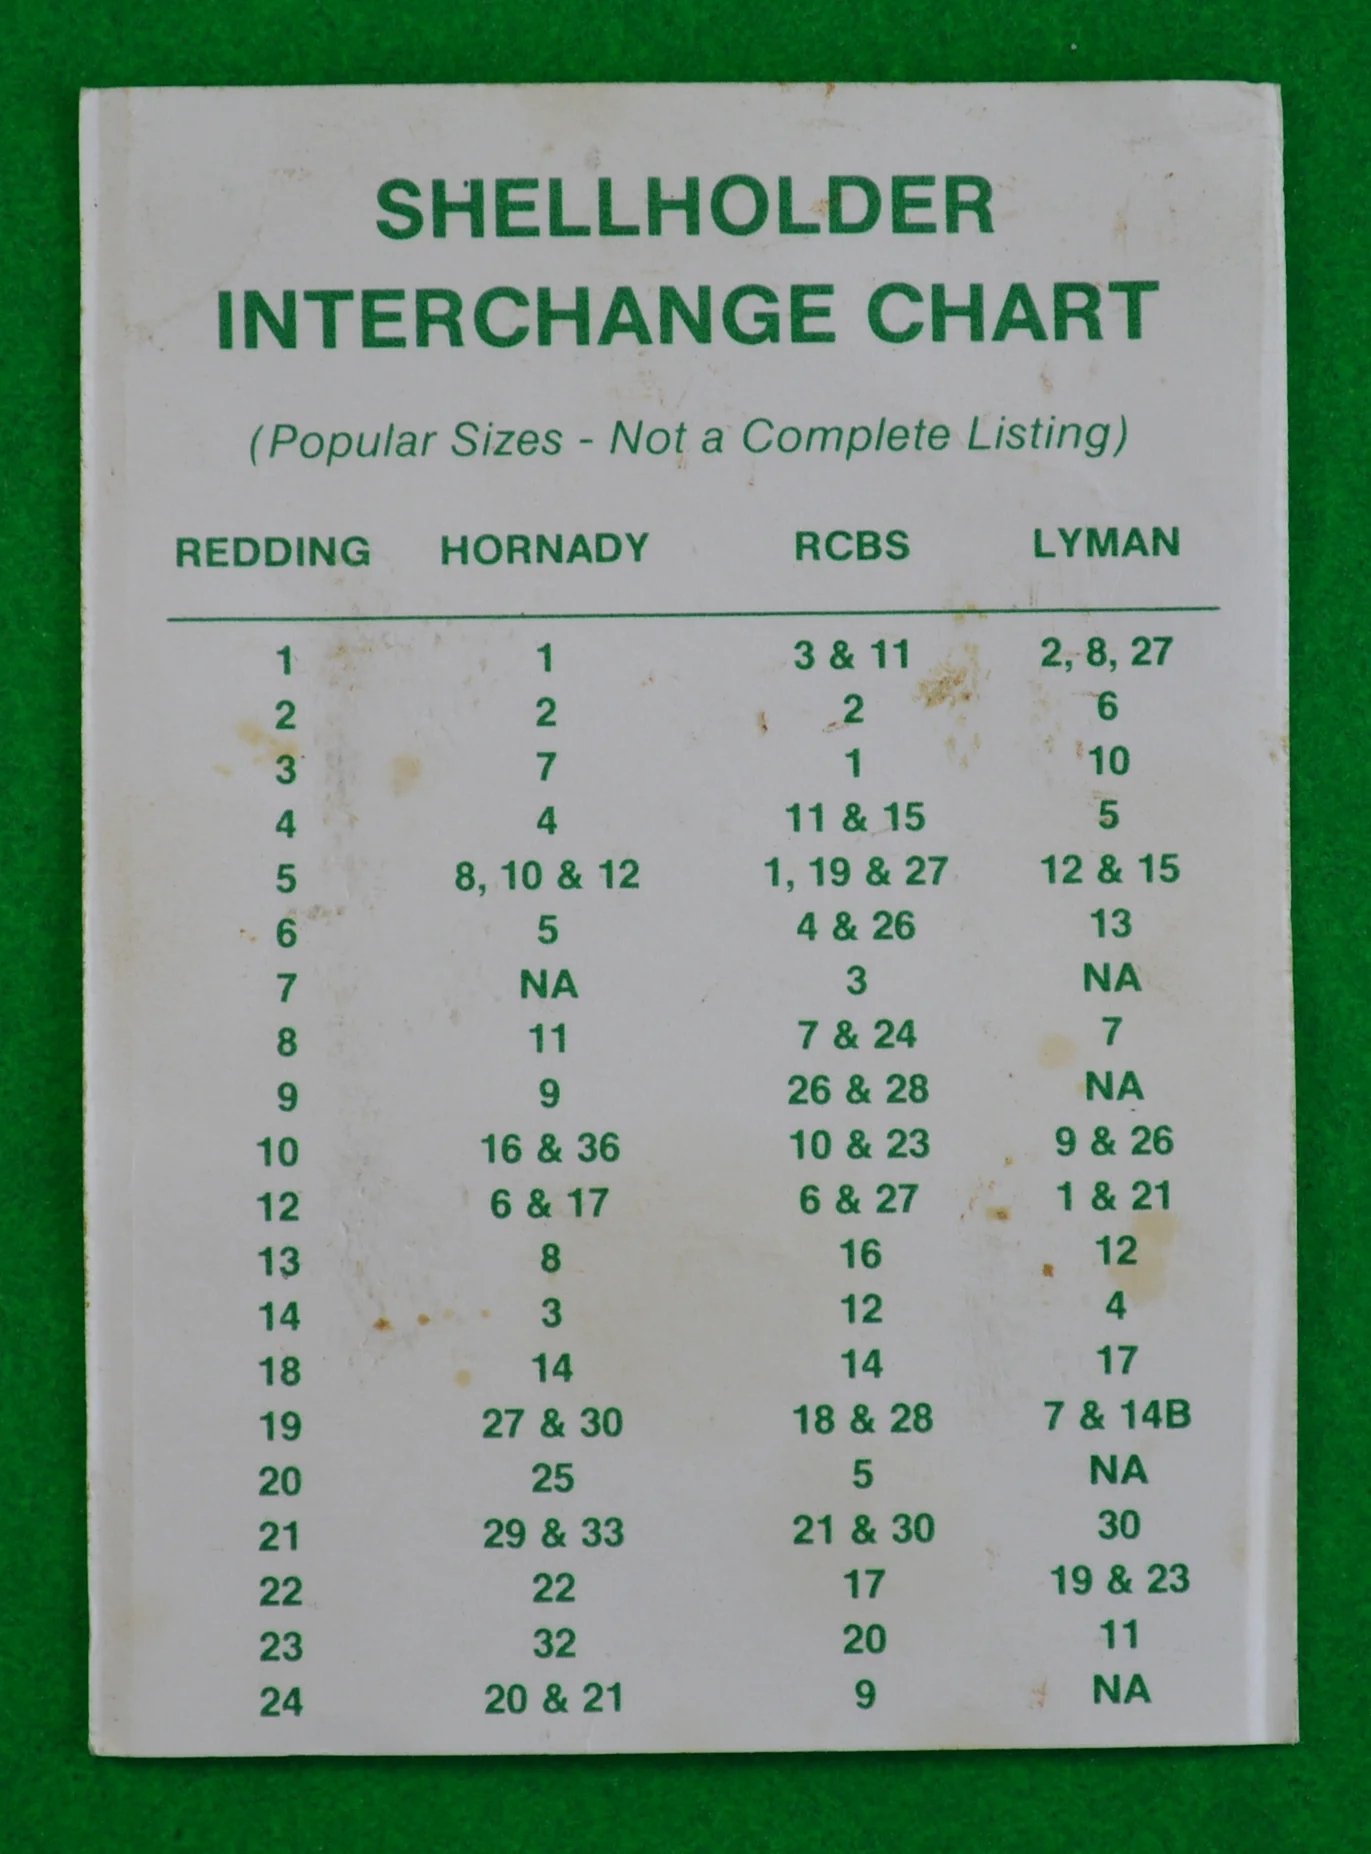 SHELLHOLDER
INTERCHANGE CHART
(Popular Sizes - Not a Complete Listing)
REDDING HORNADY RCBS LYMAN
1 1 3 & 11 2, 8, 27
2 2 2 6
3 7 1 10
4 4 11 & 15 5
5 8, 10 & 12 1, 19 & 27 12 & 15
6 5 4 & 26 13
7 NA 3 NA
8 11 7 & 24 7
9 9 26 & 28 NA
10 16 & 36 10 & 23 9 & 26
12 6 & 17 6 & 27 1 & 21
13 8 16 12
14 3 12 4
18 14 14 17
19 27 & 30 18 & 28 7 & 14B
20 25 5 NA
21 29 & 33 21 & 30 30
22 22 17 19 & 23
23 32 20 11
24 20 & 21 9 NA